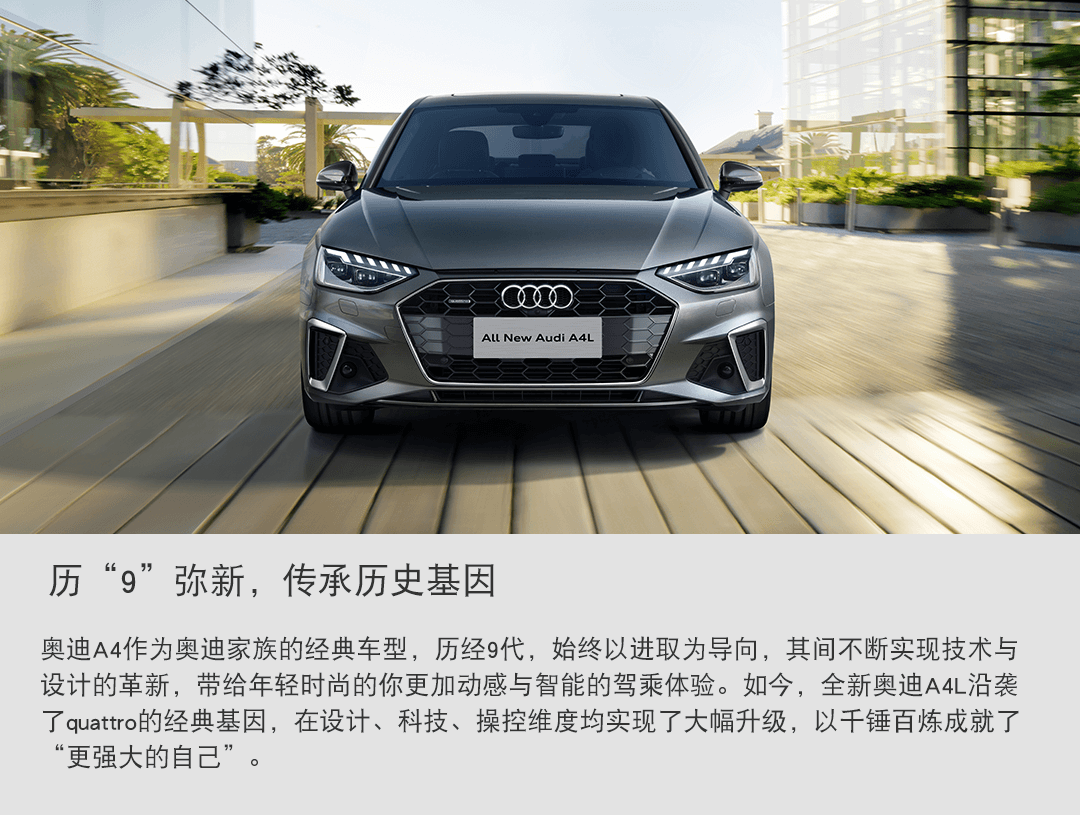 All New Audi A4L
历“9”弥新，传承历史基因
奥迪A4作为奥迪家族的经典车型，历经9代，始终以进取为导向，其间不断实现技术与
设计的革新，带给年轻时尚的你更加动感与智能的驾乘体验。如今，全新奥迪A4L沿袭
了quattro的经典基因，在设计、科技、操控维度均实现了大幅升级，以千锤百炼成就了
“更强大的自己”。